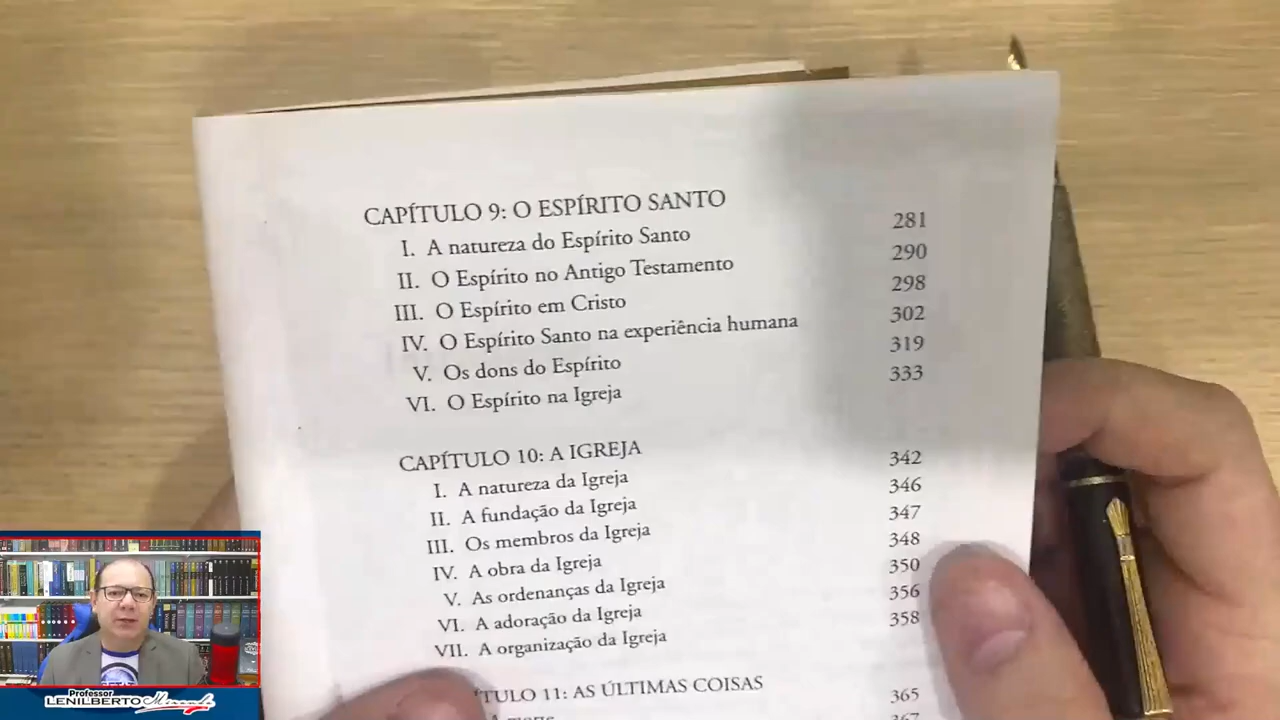 CAPÍTULO 9: O ESPÍRITO SANTO
I. A natureza do Espírito Santo 281
II. O Espírito no Antigo Testamento 290
III. O Espírito em Cristo 298
IV. O Espírito Santo na experiência humana 302
V. Os dons do Espírito 319
VI. O Espírito na Igreja 333
CAPÍTULO 10: A IGREJA
I. A natureza da Igreja 342
II. A fundação da Igreja 346
III. Os membros da Igreja 347
IV. A obra da Igreja 348
V. As ordenanças da Igreja 350
VI. A adoração da Igreja 356
VII. A organização da Igreja 358
TULO 11: AS ÚLTIMAS COISAS
365
Professor
LENILBERTO Miranda